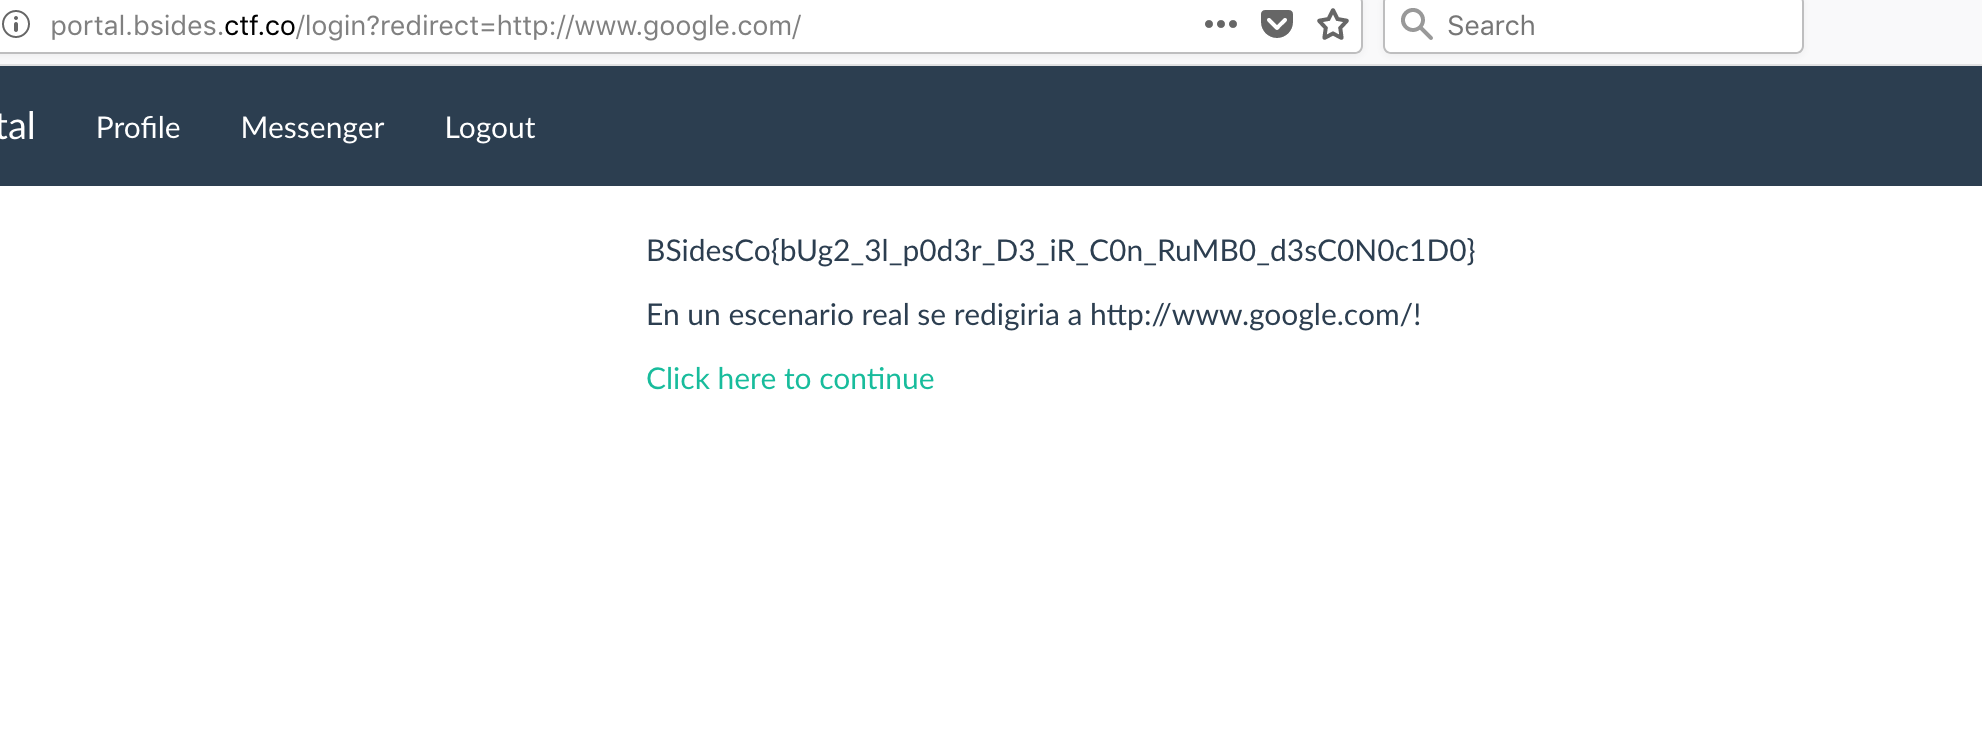 portal.bsides.ctf.co/login?redirect=http://www.google.com/
Search
tal Profile Messenger Logout
BSidesCo{bUg2_3l_p0d3r_D3_iR_C0n_RuMB0_d3sC0N0c1D0}
En un escenario real se redigiria a http://www.google.com/!
Click here to continue